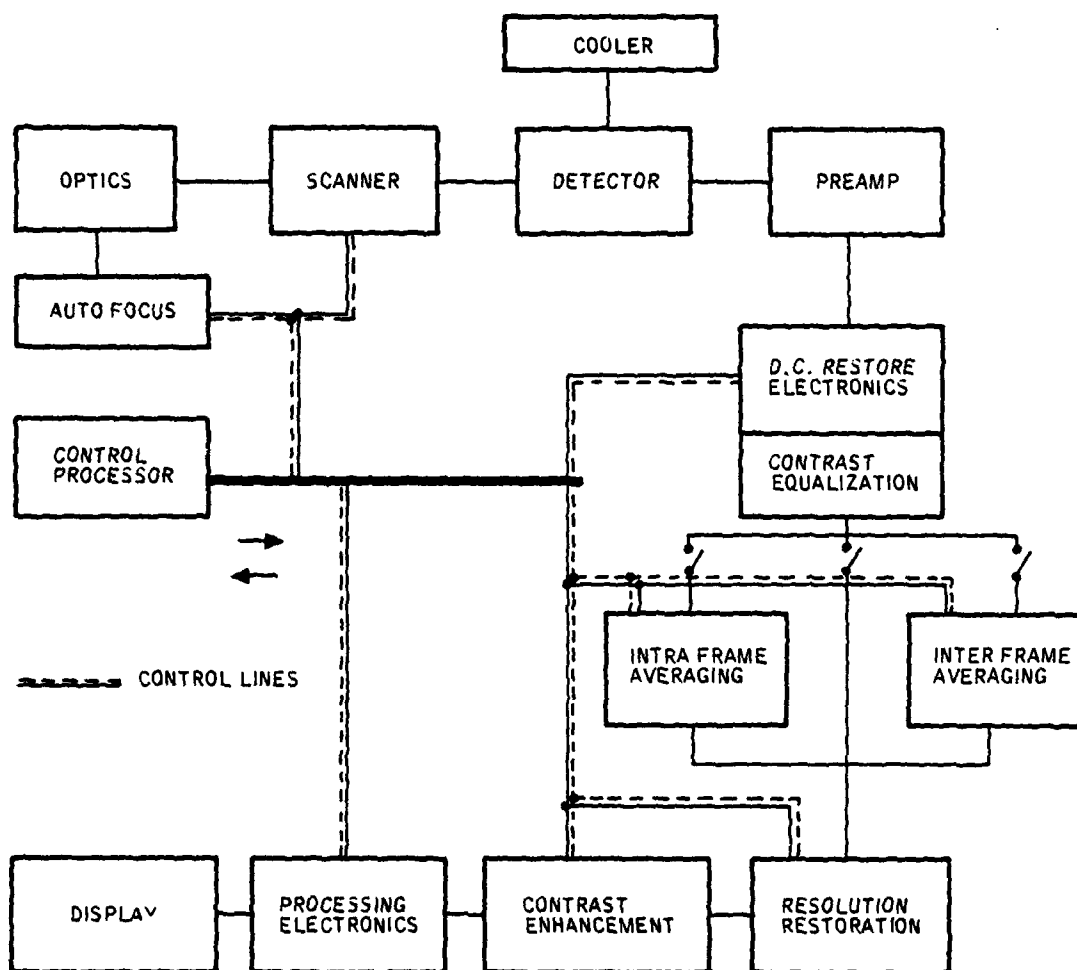 COOLER
OPTICS
SCANNER
DETECTOR
PREAMP
AUTO FOCUS
D.C. RESTORE
ELECTRONICS
CONTROL
PROCESSOR
CONTRAST
EQUALIZATION
INTRA FRAME
AVERAGING
INTER FRAME
AVERAGING
CONTROL LINES
DISPLAY
PROCESSING
ELECTRONICS
CONTRAST
ENHANCEMENT
RESOLUTION
RESTORATION